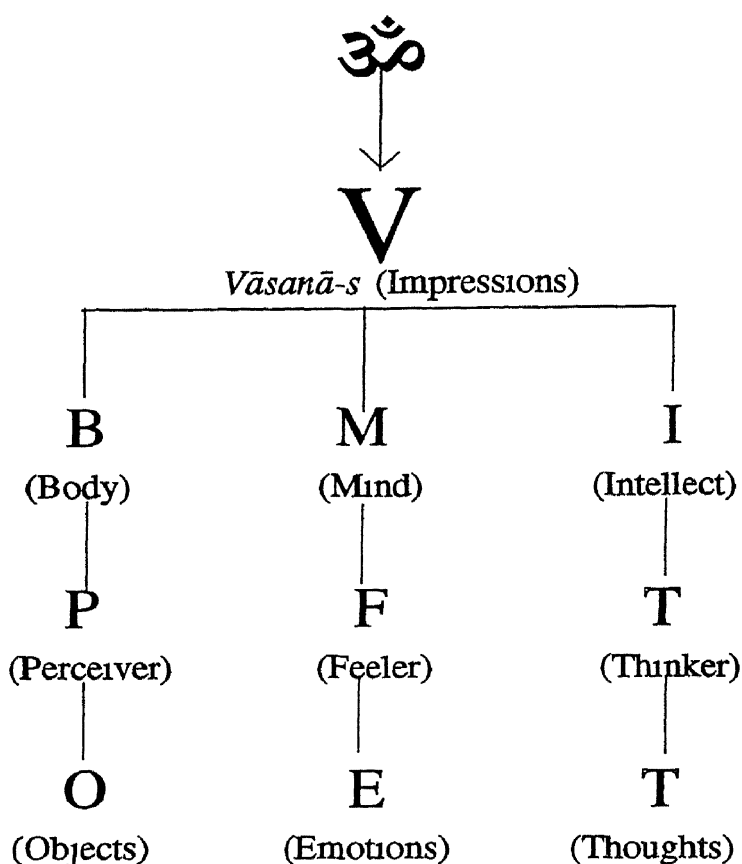 ॐ
V
Vāsanā-s (Impressions)
B M I
(Body) (Mind) (Intellect)
P F T
(Perceiver) (Feeler) (Thinker)
O E T
(Objects) (Emotions) (Thoughts)